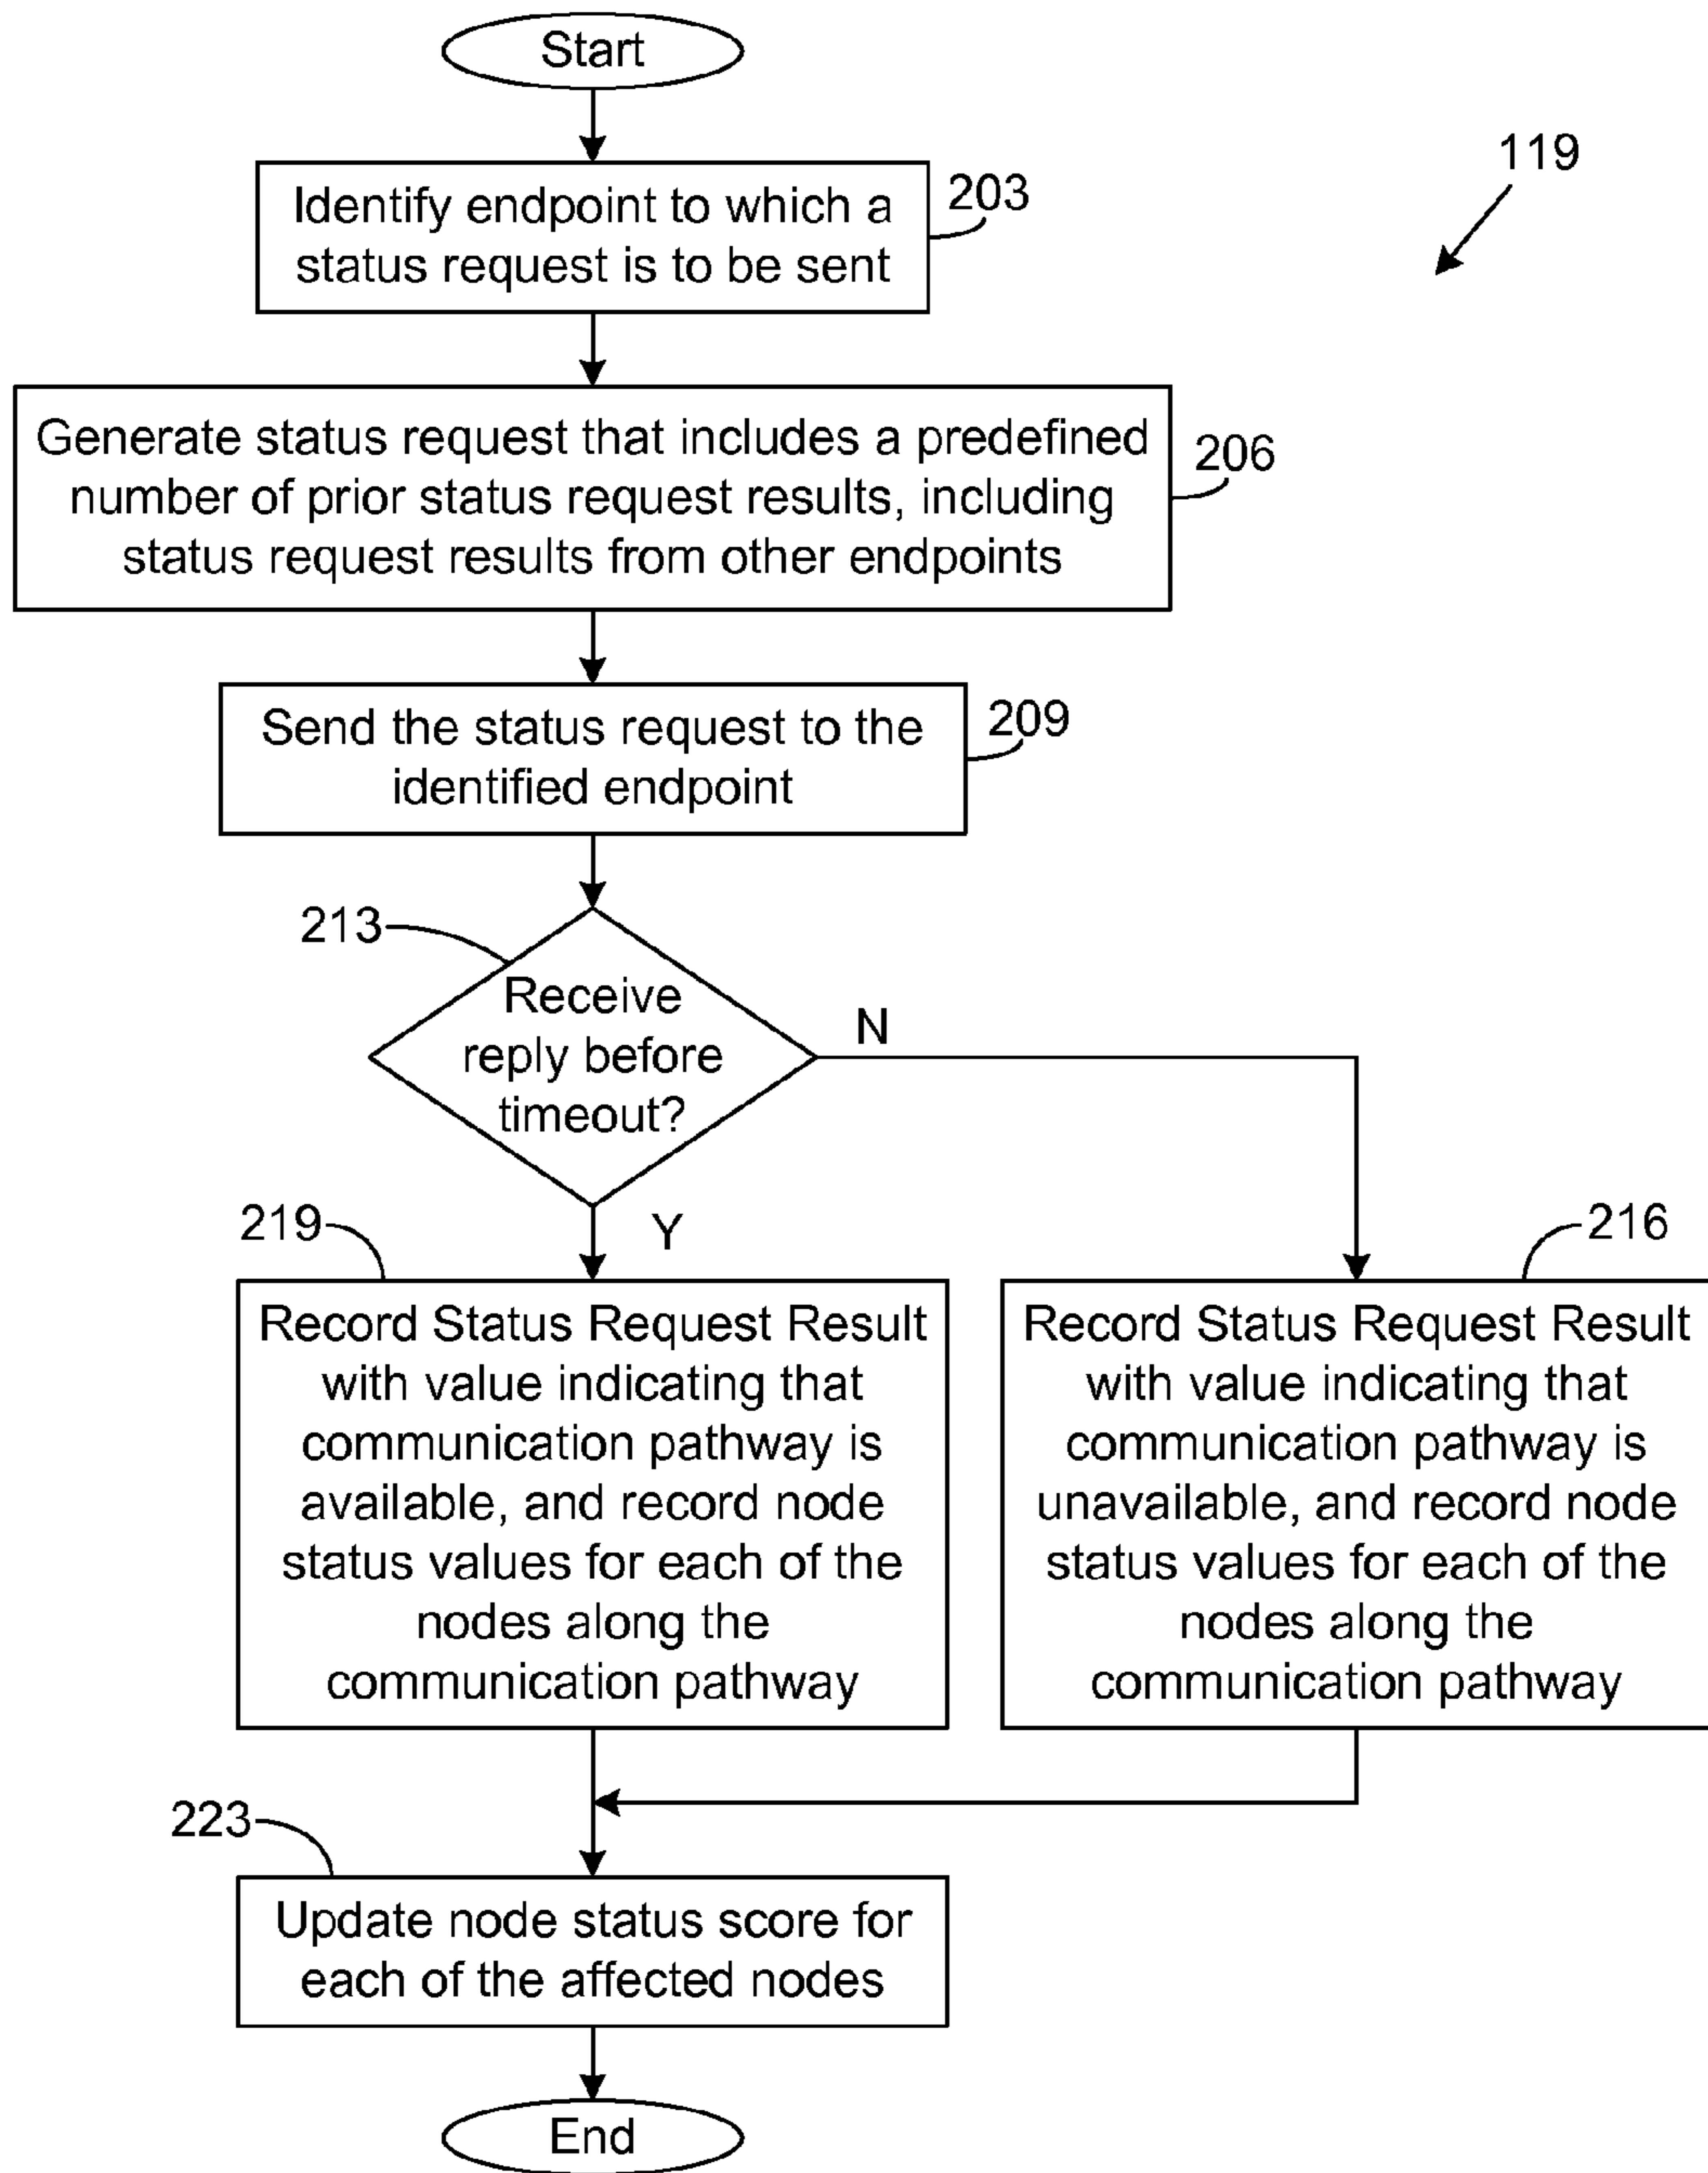 Start
119
Identify endpoint to which a
status request is to be sent
203
Generate status request that includes a predefined
number of prior status request results, including
status request results from other endpoints
206
Send the status request to the
identified endpoint
209
213
Receive
reply before
timeout?
N
Y
219
Record Status Request Result
with value indicating that
communication pathway is
available, and record node
status values for each of the
nodes along the
communication pathway
216
Record Status Request Result
with value indicating that
communication pathway is
unavailable, and record node
status values for each of the
nodes along the
communication pathway
223
Update node status score for
each of the affected nodes
End